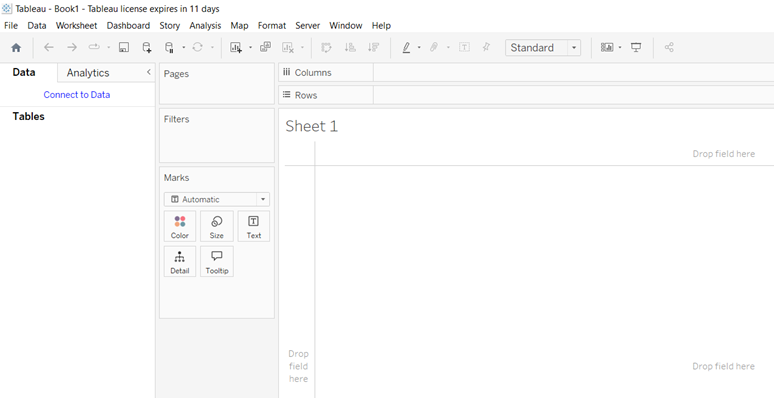 Tableau - Book1 - Tableau license expires in 11 days
File Data Worksheet Dashboard Story Analysis Map Format Server Window Help
Standard
Data Analytics
Connect to Data
Tables
Pages
Filters
Marks
Automatic
Color Size Text
Detail Tooltip
Columns
Rows
Sheet 1
Drop field here
Drop
field
here
Drop field here